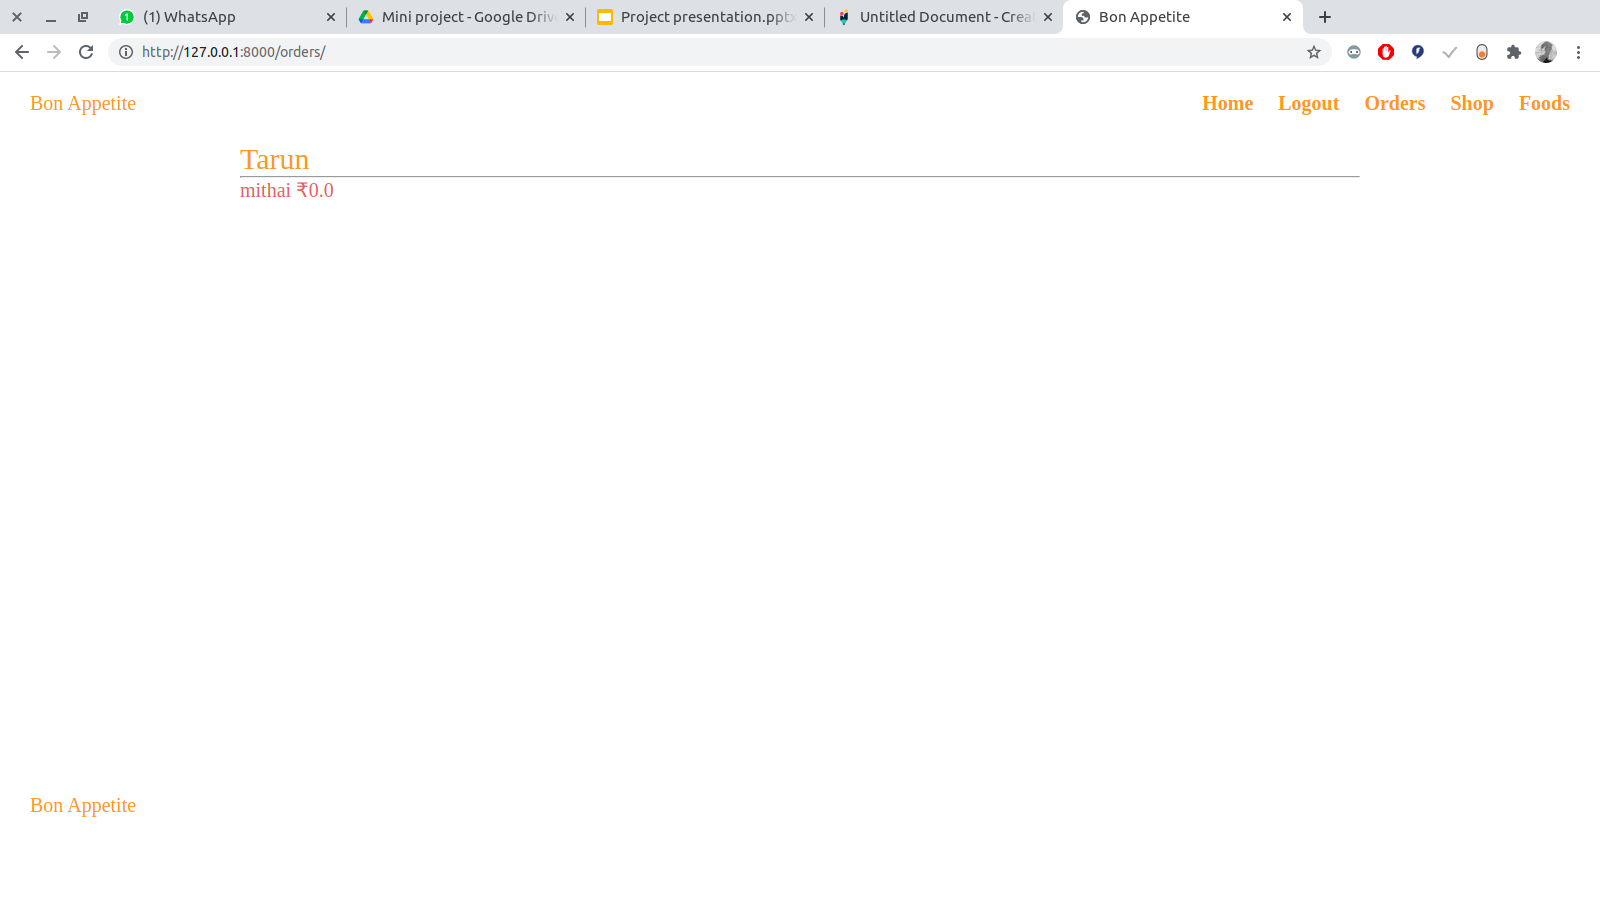 (1) WhatsApp
Mini project - Google Driv
Project presentation.ppt
Untitled Document - Crea
Bon Appetite
http://127.0.0.1:8000/orders/
Bon Appetite
Home Logout Orders Shop Foods
Tarun
mithai ₹0.0
Bon Appetite